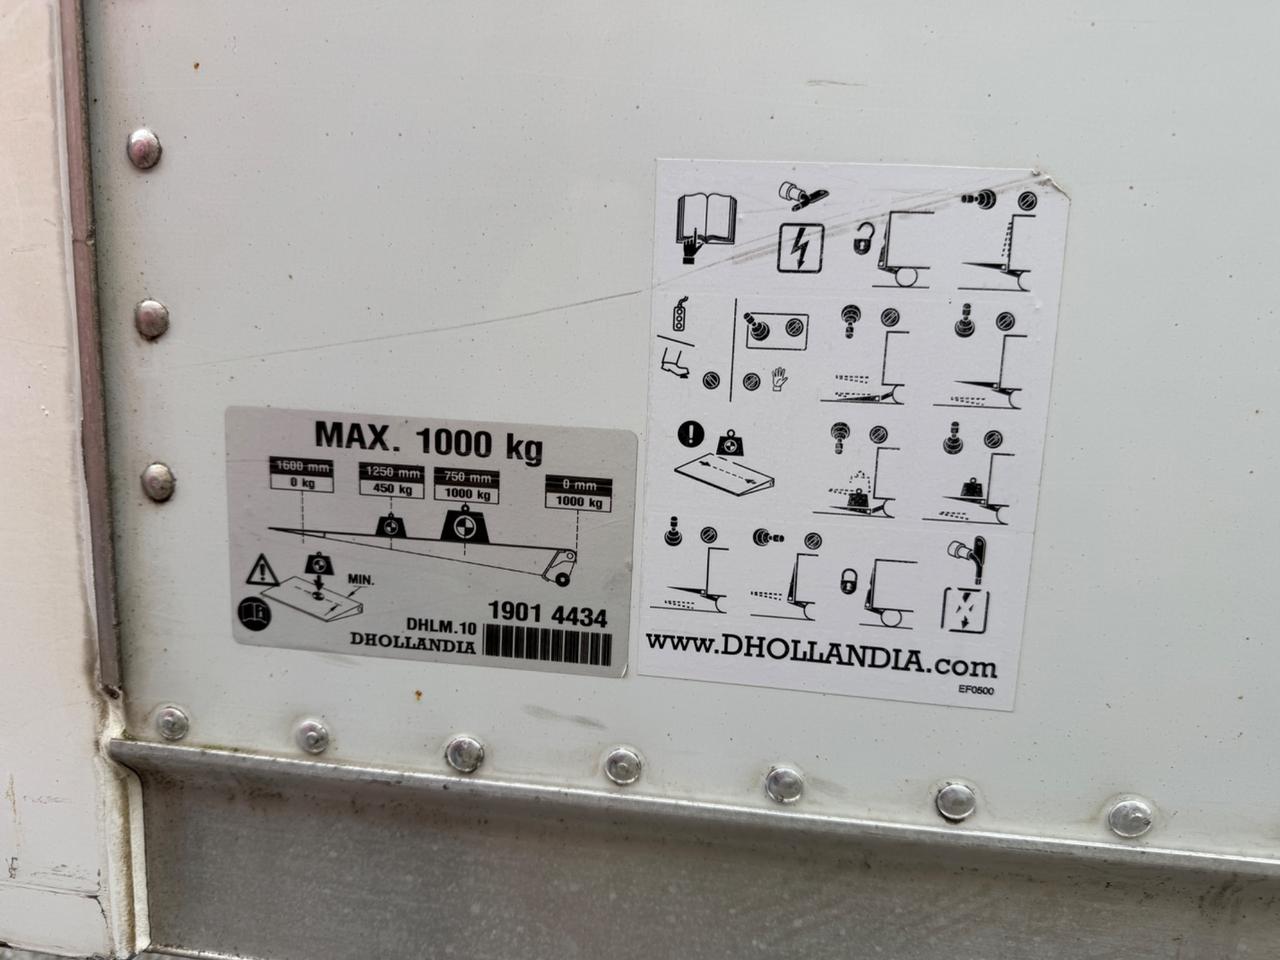 MAX. 1000 kg
1600 mm
0 kg
1250 mm
450 kg
750 mm
1000 kg
0 mm
1000 kg
MIN.
1901 4434
DHLM.10
DHOLLANDIA
www.DHOLLANDIA.com
EF0500